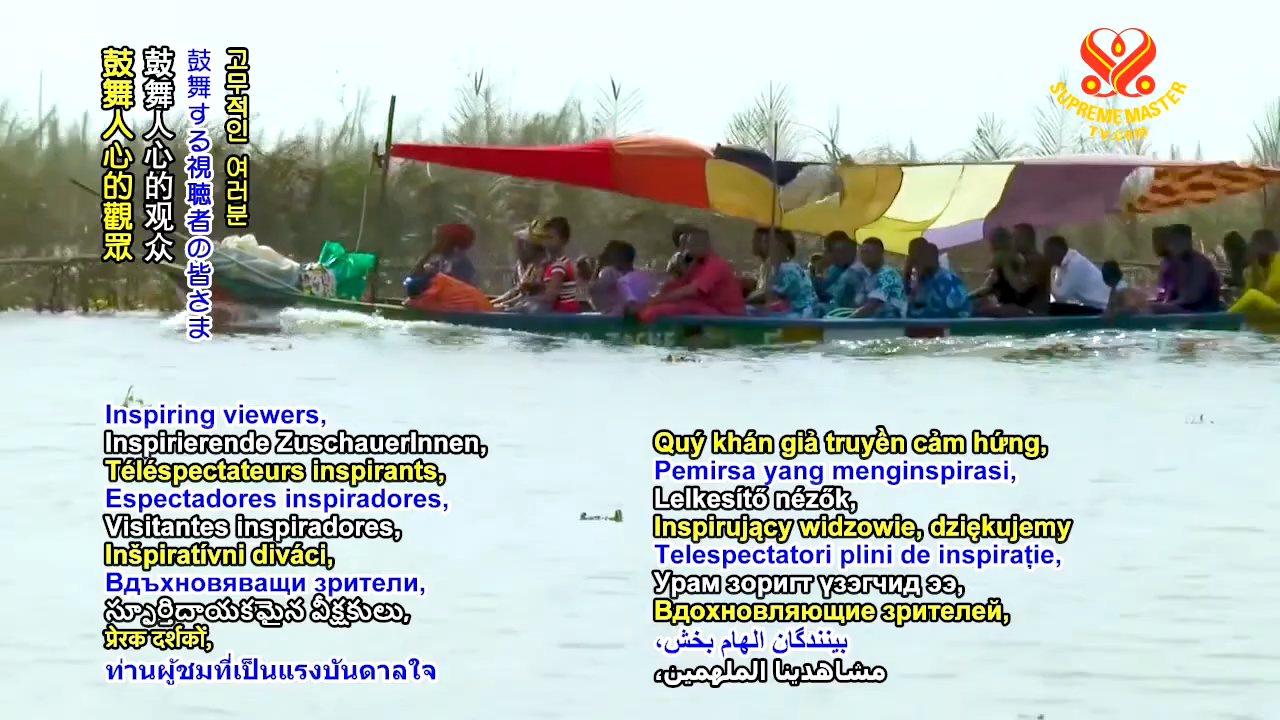 鼓舞人心的觀眾
鼓舞人心的观众
鼓舞する視聴者の皆さま
고무적인 여러분
SUPREME MASTER
TV.com
Inspiring viewers,
Inspirierende ZuschauerInnen,
Téléspectateurs inspirants,
Espectadores inspiradores,
Visitantes inspiradores,
Inšpiratívni diváci,
Вдъхновяващи зрители,
స్ఫూర్తిదాయకమైన వీక్షకులు,
प्रेरक दर्शकों,
ท่านผู้ชมที่เป็นแรงบันดาลใจ
Quý khán giả truyền cảm hứng,
Pemirsa yang menginspirasi,
Lelkesítő nézők,
Inspirujący widzowie, dziękujemy
Telespectatori plini de inspirație,
Урам зоригт үзэгчид ээ,
Вдохновляющие зрителей,
بینندگان الهام بخش،
مشاهدينا الملهمين،